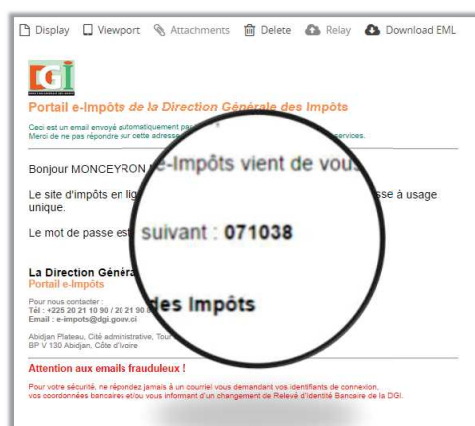 Display Viewport Attachments Delete Relay Download EML
DGI
Portail e-Impôts de la Direction Générale des Impôts
Ceci est un email envoyé automatiquement par
Merci de ne pas répondre sur cette adresse services.
Bonjour MONCEYRON
e-Impôts vient de vous
Le site d'impôts en lig sse à usage
unique.
Le mot de passe est suivant : 071038
La Direction Généra des Impôts
Portail e-Impôts
Pour nous contacter :
Tél : +225 20 21 10 90 / 20 21 90
Email : e-impots@dgi.gouv.ci
Abidjan Plateau, Cité administrative, Tour
BP V 130 Abidjan, Côte d'Ivoire
Attention aux emails frauduleux !
Pour votre sécurité, ne répondez jamais à un courriel vous demandant vos identifiants de connexion,
vos coordonnées bancaires et/ou vous informant d'un changement de Relevé d'Identité Bancaire de la DGI.